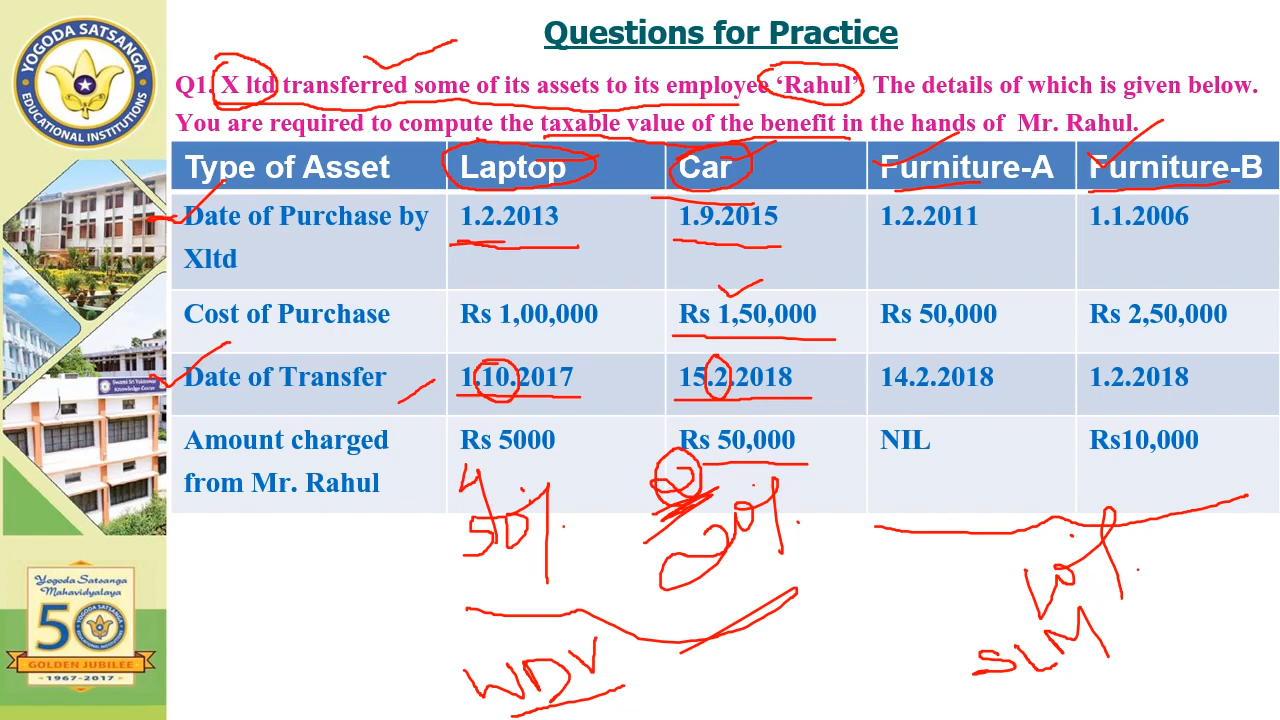 YOGODA SATSANGA
EDUCATIONAL INSTITUTIONS
Questions for Practice
Q1. X ltd transferred some of its assets to its employee ‘Rahul’. The details of which is given below.
You are required to compute the taxable value of the benefit in the hands of Mr. Rahul.
Type of Asset Laptop Car Furniture-A Furniture-B
Date of Purchase by Xltd 1.2.2013 1.9.2015 1.2.2011 1.1.2006
Cost of Purchase Rs 1,00,000 Rs 1,50,000 Rs 50,000 Rs 2,50,000
Date of Transfer 1.10.2017 15.2.2018 14.2.2018 1.2.2018
Amount charged from Mr. Rahul Rs 5000 Rs 50,000 NIL Rs10,000
4 2
50%. 20%. 10%.
WDV SLM
Yogoda Satsanga
Mahavidyalaya
50
GOLDEN JUBILEE
1967-2017